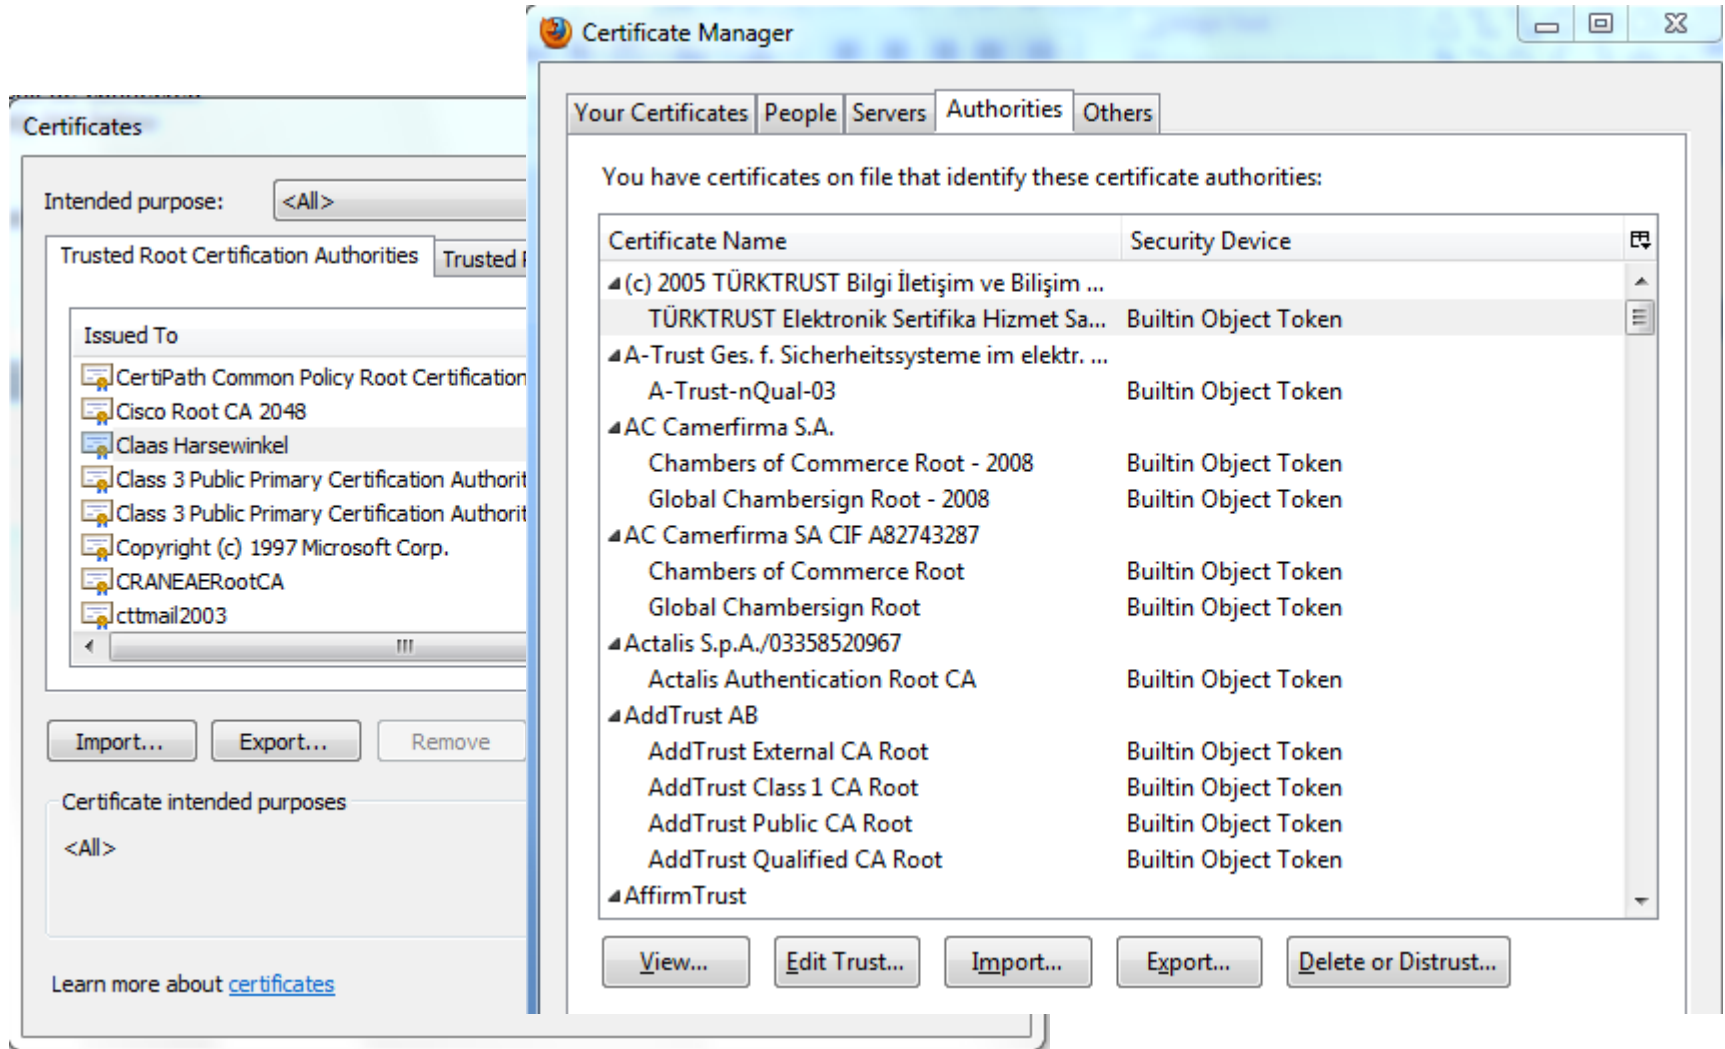 Certificates
Intended purpose:
<All>
Trusted Root Certification Authorities
Trusted
Issued To
CertiPath Common Policy Root Certification
Cisco Root CA 2048
Claas Harsewinkel
Class 3 Public Primary Certification Authorit
Class 3 Public Primary Certification Authorit
Copyright (c) 1997 Microsoft Corp.
CRANEAERootCA
cttmail2003
Import...
Export...
Remove
Certificate intended purposes
<All>
Learn more about certificates
Certificate Manager
Your Certificates
People
Servers
Authorities
Others
You have certificates on file that identify these certificate authorities:
Certificate Name Security Device
(c) 2005 TÜRKTRUST Bilgi İletişim ve Bilişim ...
TÜRKTRUST Elektronik Sertifika Hizmet Sa... Builtin Object Token
A-Trust Ges. f. Sicherheitssysteme im elektr. ...
A-Trust-nQual-03 Builtin Object Token
AC Camerfirma S.A.
Chambers of Commerce Root - 2008 Builtin Object Token
Global Chambersign Root - 2008 Builtin Object Token
AC Camerfirma SA CIF A82743287
Chambers of Commerce Root Builtin Object Token
Global Chambersign Root Builtin Object Token
Actalis S.p.A./03358520967
Actalis Authentication Root CA Builtin Object Token
AddTrust AB
AddTrust External CA Root Builtin Object Token
AddTrust Class 1 CA Root Builtin Object Token
AddTrust Public CA Root Builtin Object Token
AddTrust Qualified CA Root Builtin Object Token
AffirmTrust
View...
Edit Trust...
Import...
Export...
Delete or Distrust...